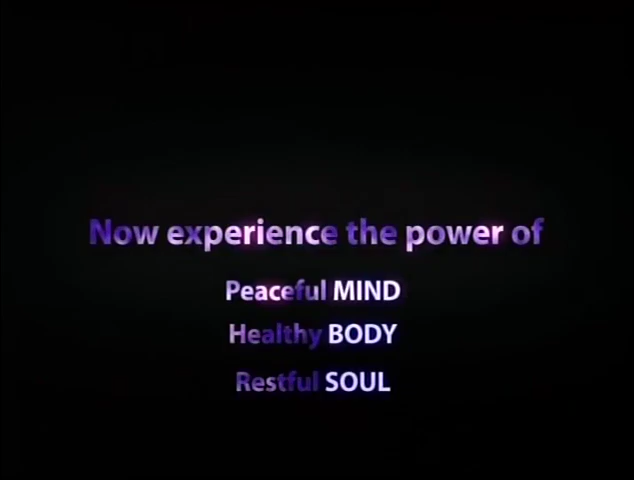 Now experience the power of
Peaceful MIND
Healthy BODY
Restful SOUL